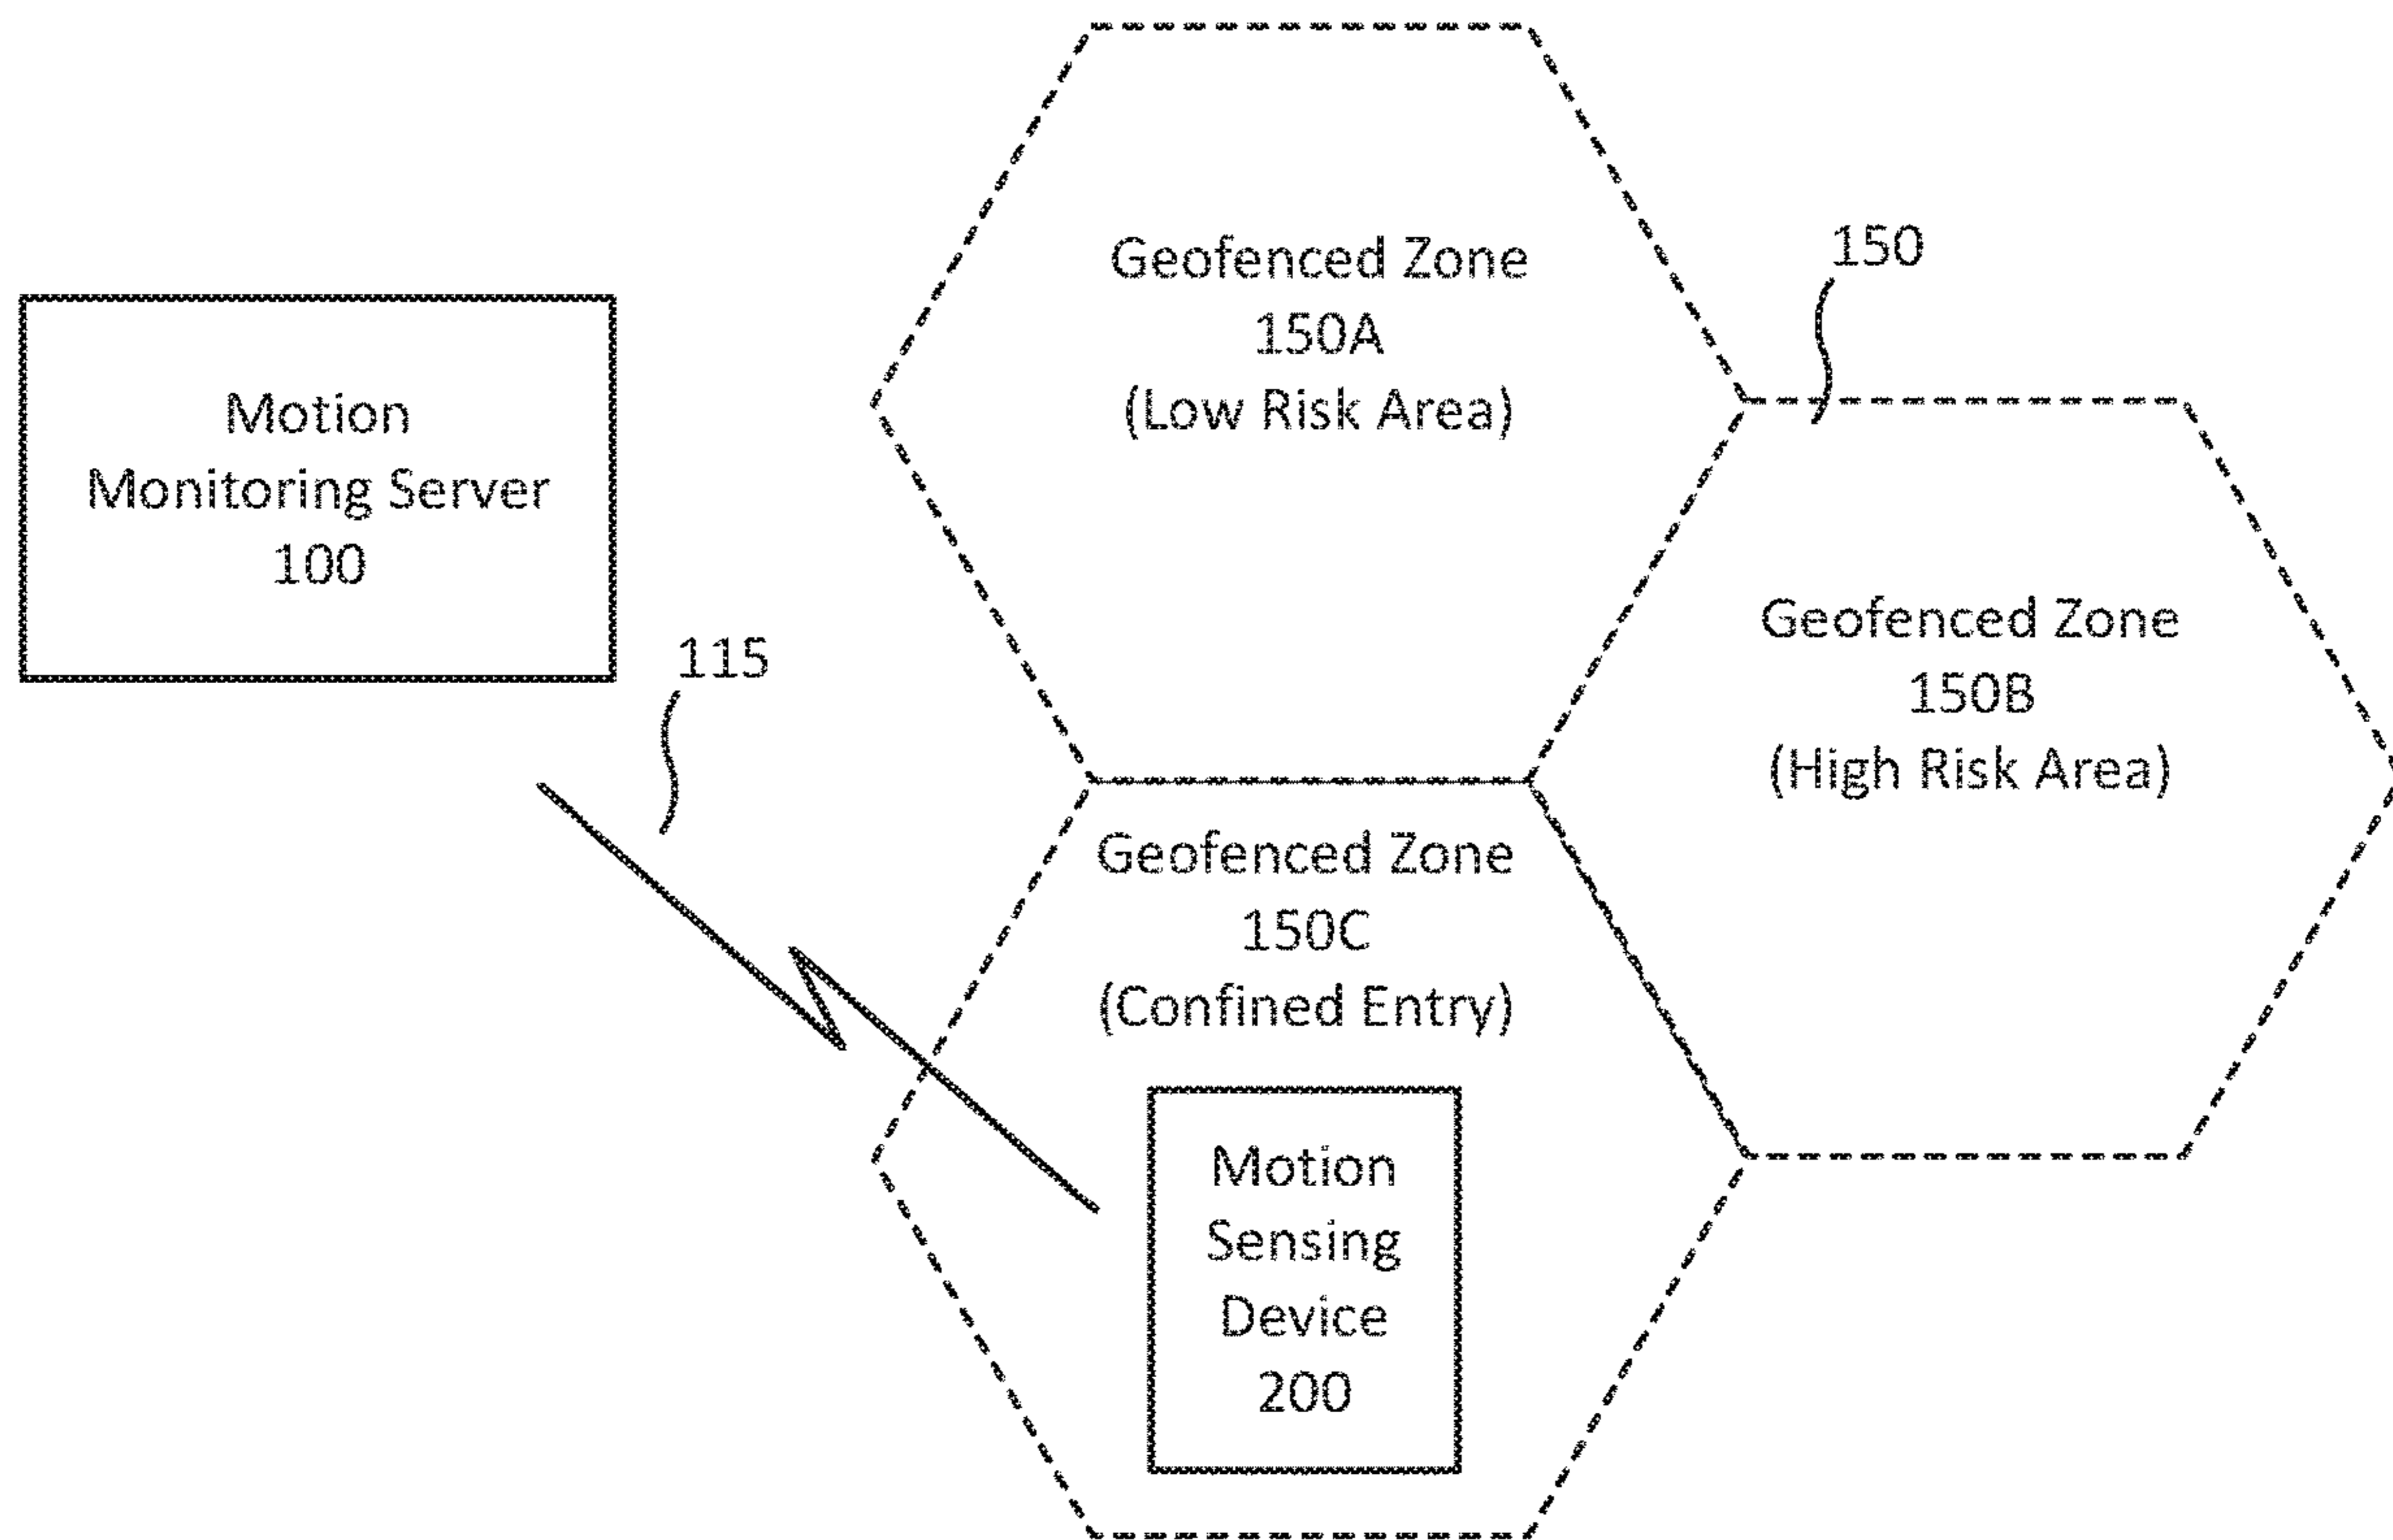 Motion
Monitoring Server
100
115
Geofenced Zone
150A
(Low Risk Area)
150
Geofenced Zone
150B
(High Risk Area)
Geofenced Zone
150C
(Confined Entry)
Motion
Sensing
Device
200